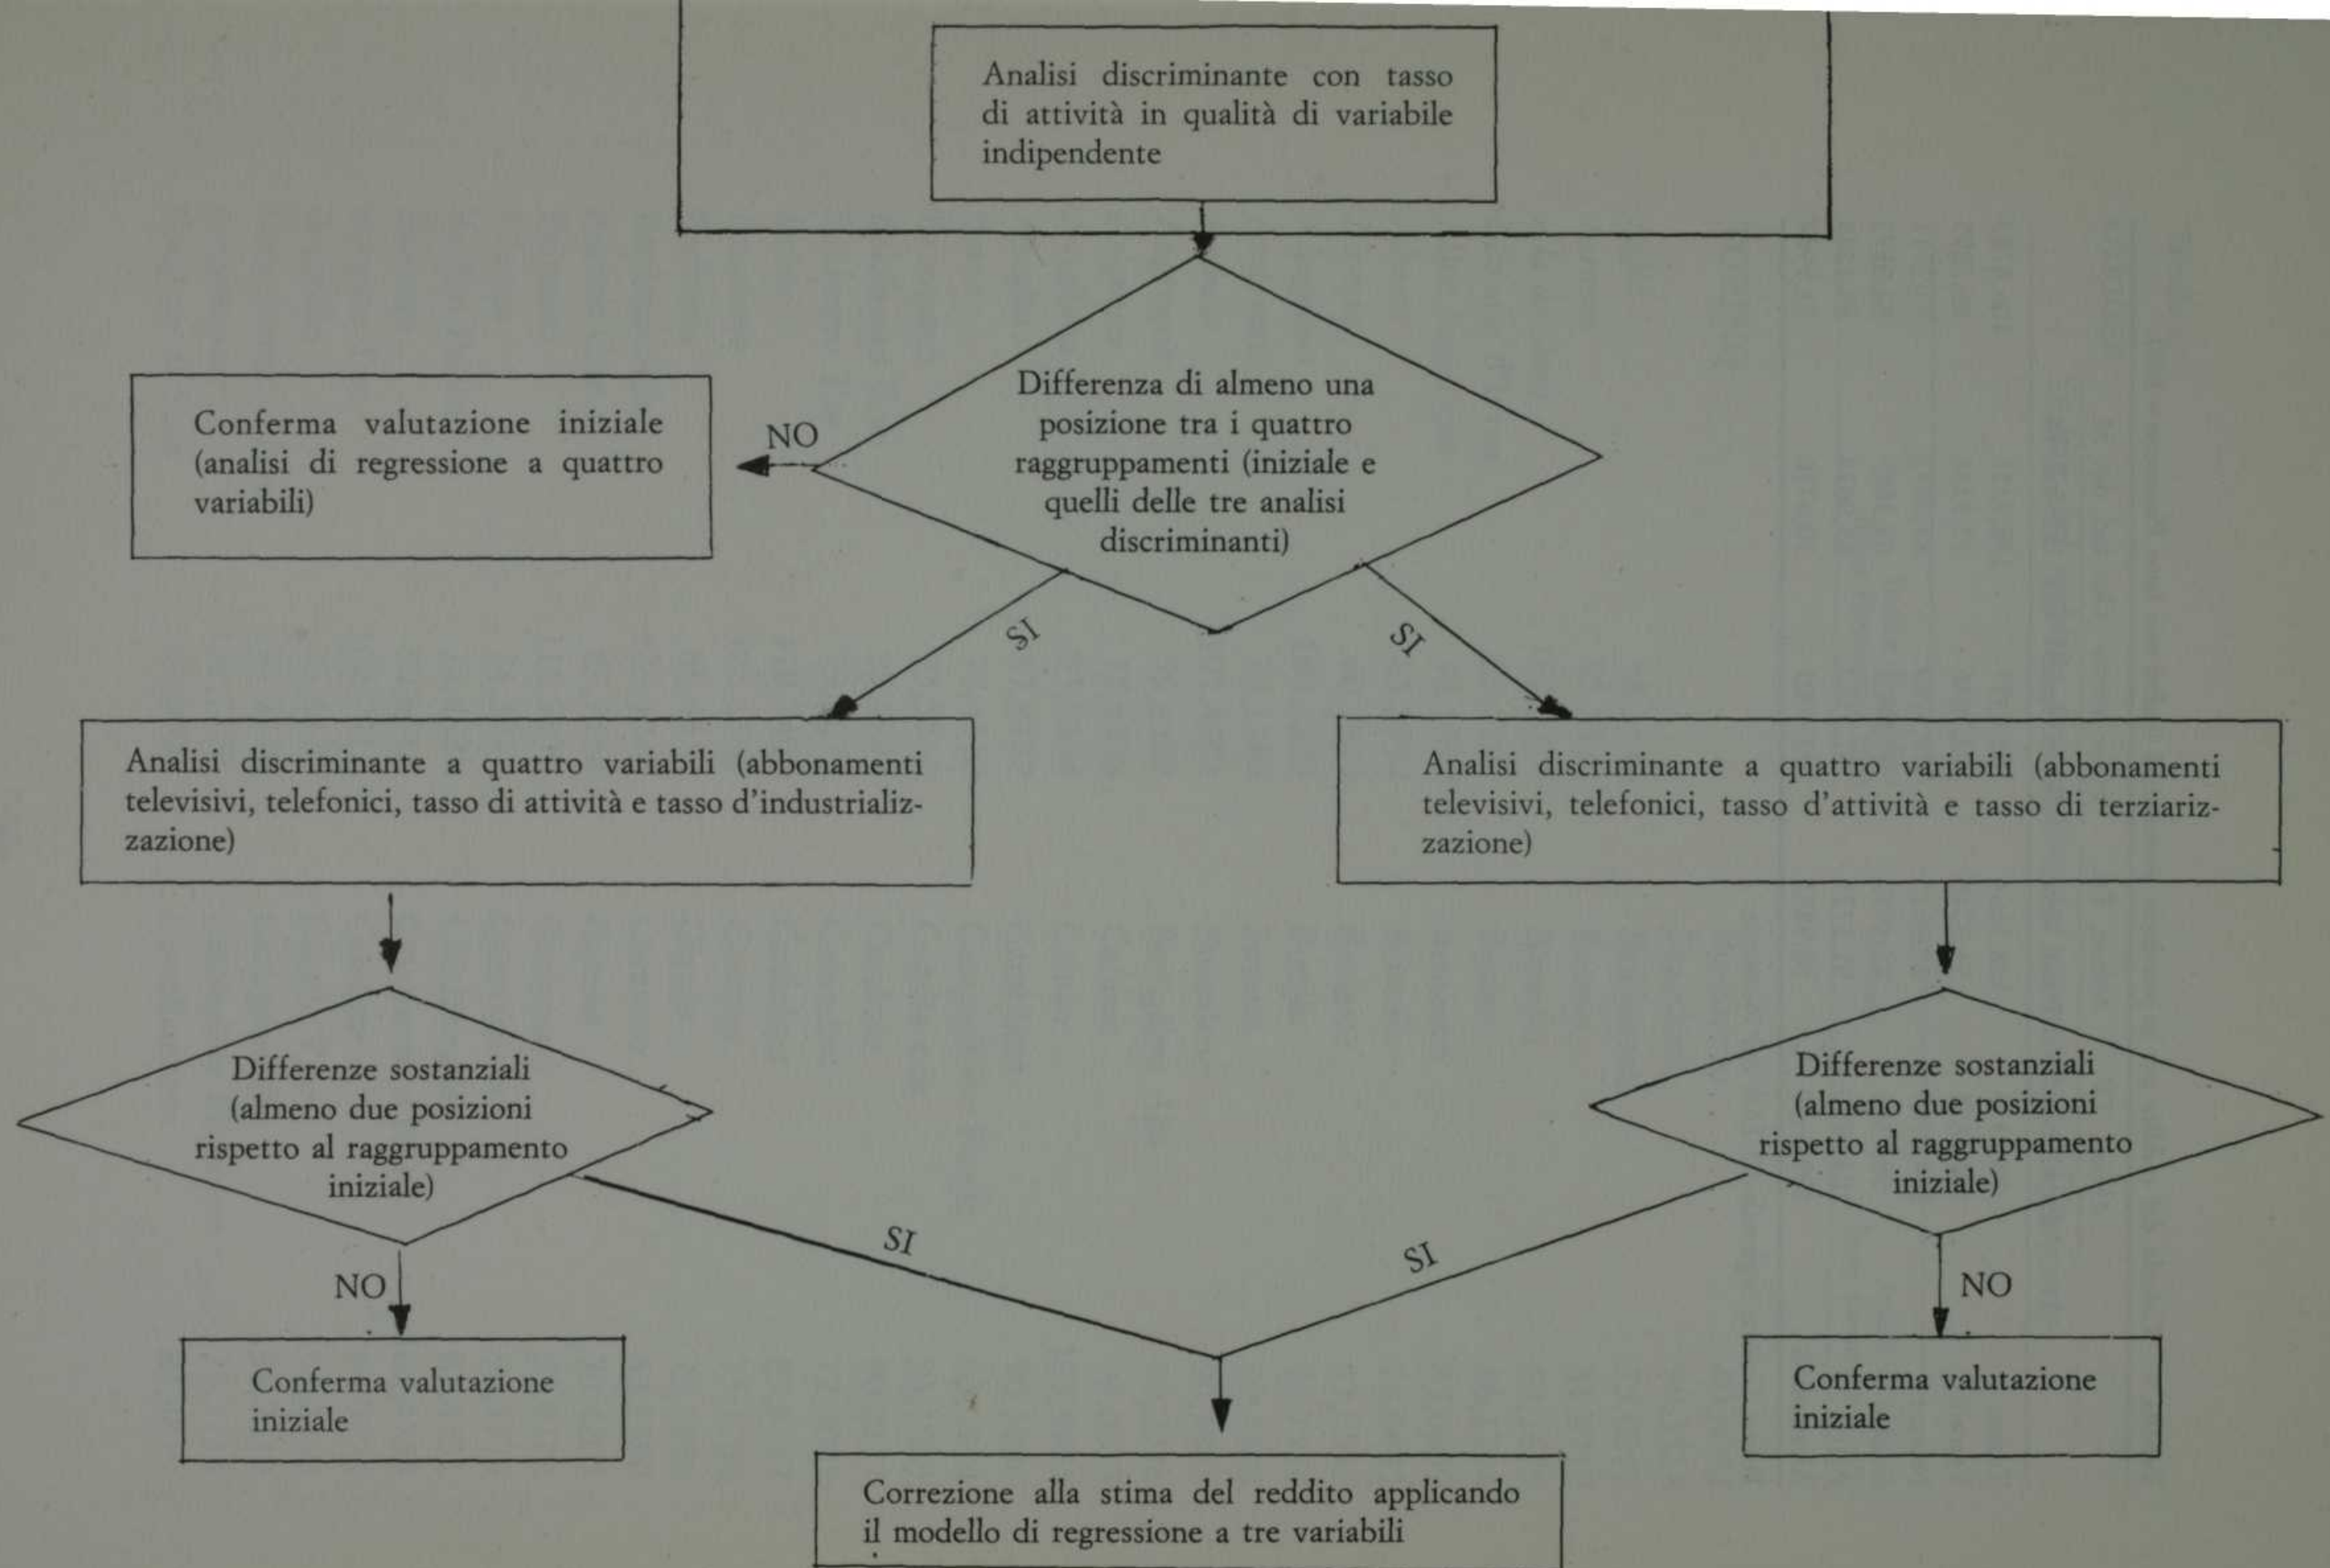 Analisi discriminante con tasso
di attività in qualità di variabile
indipendente
Differenza di almeno una
posizione tra i quattro
raggruppamenti (iniziale e
quelli delle tre analisi
discriminanti)
NO
Conferma valutazione iniziale
(analisi di regressione a quattro
variabili)
SI
SI
Analisi discriminante a quattro variabili (abbonamenti
televisivi, telefonici, tasso di attività e tasso d'industrializ-
zazione)
Analisi discriminante a quattro variabili (abbonamenti
televisivi, telefonici, tasso d'attività e tasso di terziariz-
zazione)
Differenze sostanziali
(almeno due posizioni
rispetto al raggruppamento
iniziale)
Differenze sostanziali
(almeno due posizioni
rispetto al raggruppamento
iniziale)
SI
SI
NO
NO
Conferma valutazione
iniziale
Conferma valutazione
iniziale
Correzione alla stima del reddito applicando
il modello di regressione a tre variabili